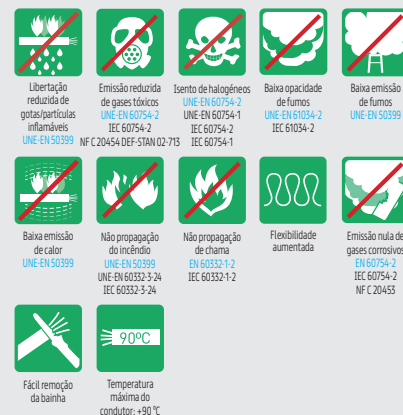 Libertação
reduzida de
gotas/partículas
inflamáveis
UNE-EN 50399
Emissão reduzida
de gases tóxicos
UNE-EN 60754-2
IEC 60754-2
NF C 20454 DEF-STAN 02-713
Isento de halogéneos
UNE-EN 60754-2
UNE-EN 60754-1
IEC 60754-2
IEC 60754-1
Baixa opacidade
de fumos
UNE-EN 61034-2
IEC 61034-2
Baixa emissão
de fumos
UNE-EN 50399
Baixa emissão
de calor
UNE-EN 50399
Não propagação
do incêndio
UNE-EN 50399
UNE-EN 60332-3-24
IEC 60332-3-24
Não propagação
de chama
EN 60332-1-2
IEC 60332-1-2
Flexibilidade
aumentada
Emissão nula de
gases corrosivos
EN 60754-2
IEC 60754-2
NF C 20453
Fácil remoção
da bainha
90ºC
Temperatura
máxima do
condutor: +90 ºC